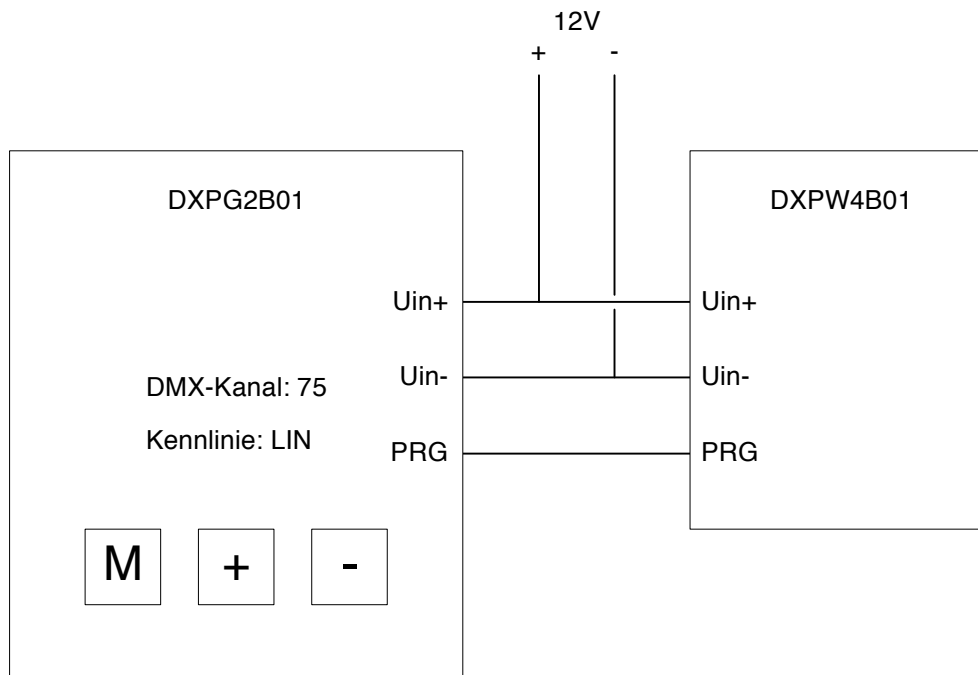 12V
+ -
DXPG2B01
DXPW4B01
Uin+
Uin+
Uin-
Uin-
DMX-Kanal: 75
Kennlinie: LIN
PRG
PRG
M + -